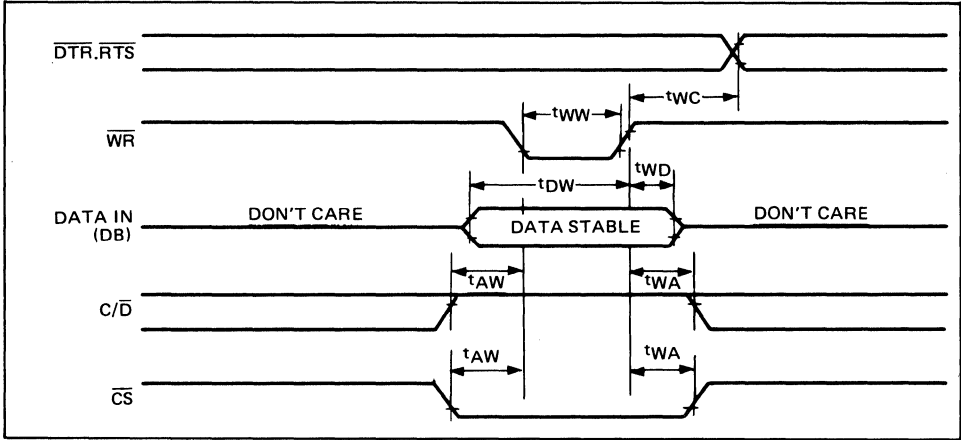 DTR.RTS
tWC
tWW
WR
tWD
tDW
DATA IN
(DB)
DON'T CARE
DATA STABLE
DON'T CARE
tAW
tWA
C/D
tAW
tWA
CS